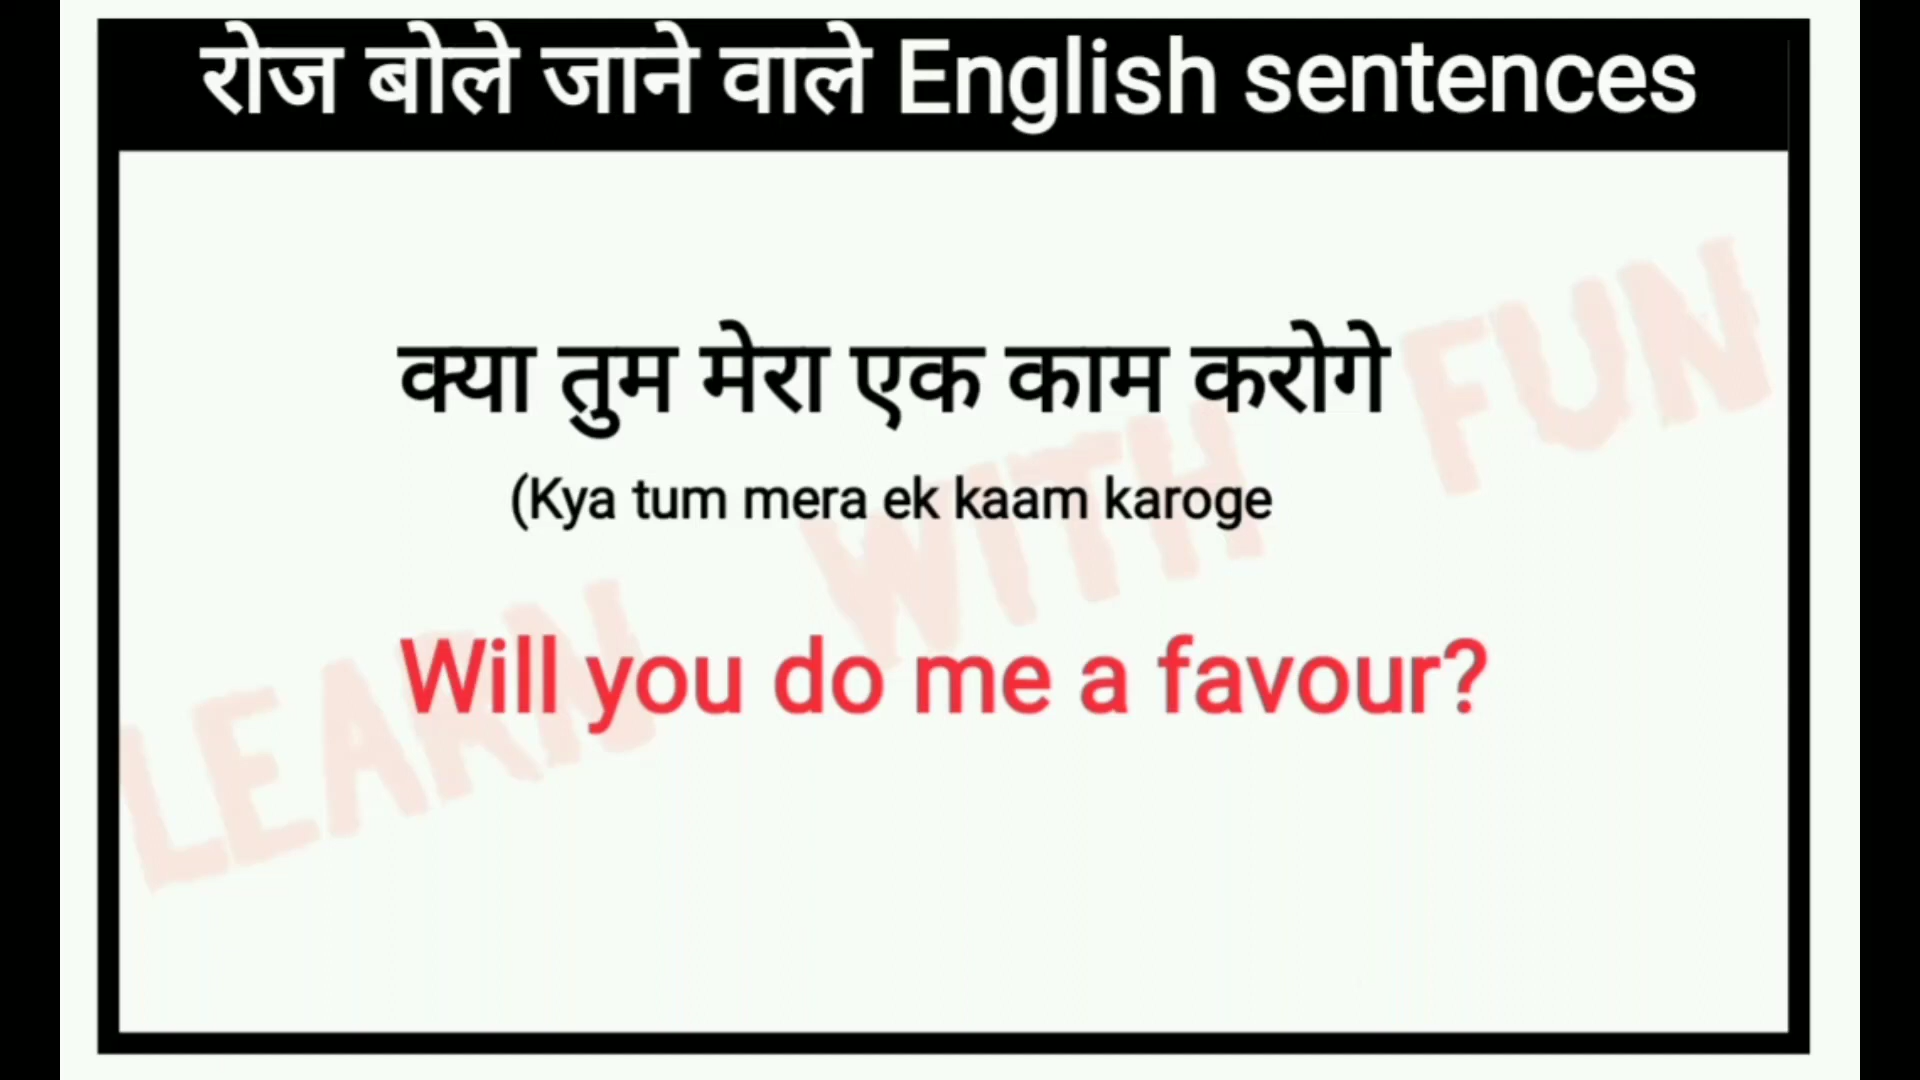 रोज बोले जाने वाले English sentences
क्या तुम मेरा एक काम करोगे
(Kya tum mera ek kaam karoge
Will you do me a favour?
LEARN WITH FUN